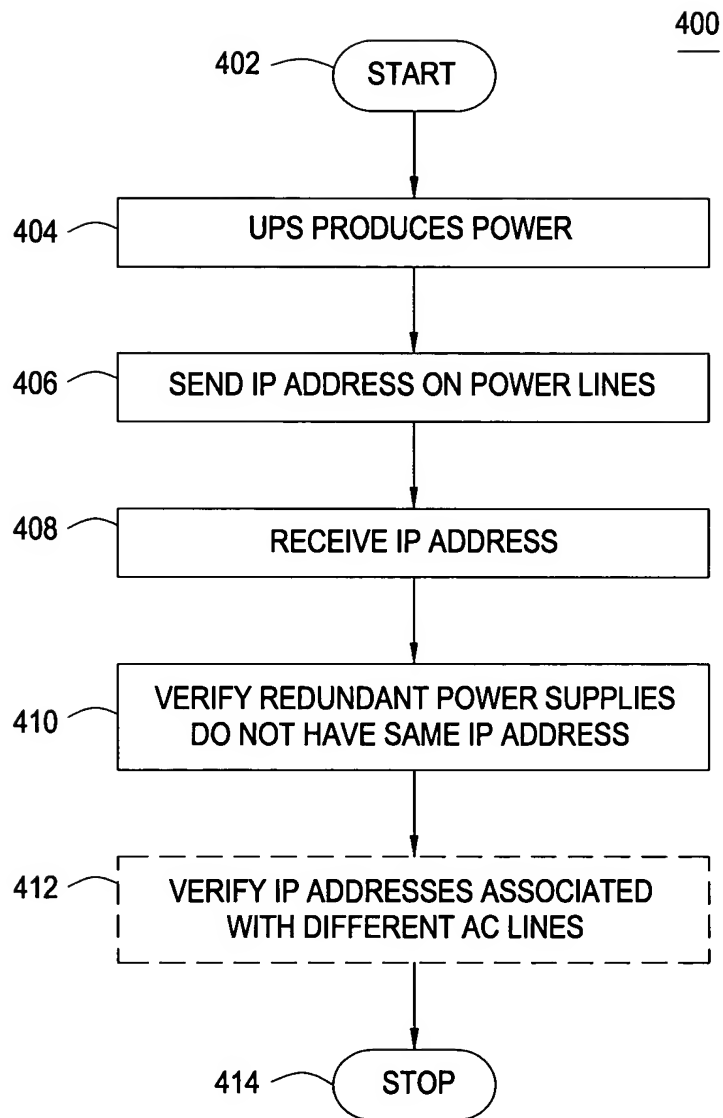 400
402 START
404 UPS PRODUCES POWER
406 SEND IP ADDRESS ON POWER LINES
408 RECEIVE IP ADDRESS
410 VERIFY REDUNDANT POWER SUPPLIES
DO NOT HAVE SAME IP ADDRESS
412 VERIFY IP ADDRESSES ASSOCIATED
WITH DIFFERENT AC LINES
414 STOP